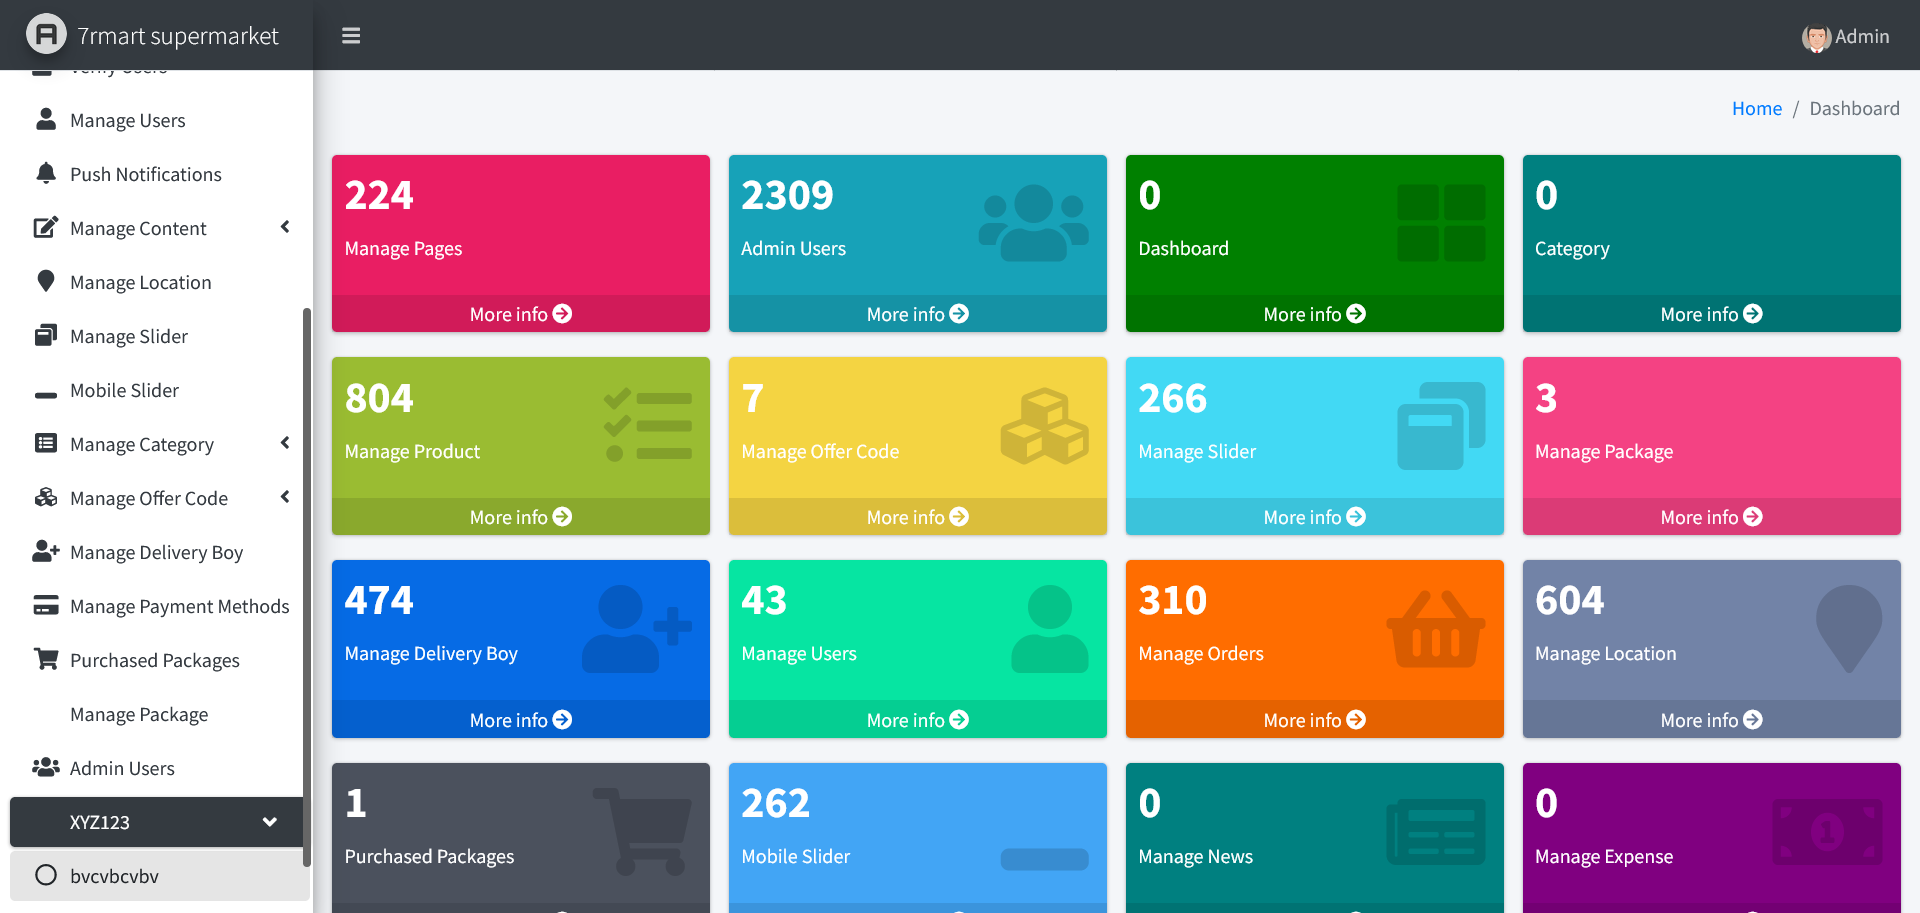 7rmart supermarket
Admin
Verify Users
Manage Users
Push Notifications
Manage Content
Manage Location
Manage Slider
Mobile Slider
Manage Category
Manage Offer Code
Manage Delivery Boy
Manage Payment Methods
Purchased Packages
Manage Package
Admin Users
XYZ123
bvcvbcvbv
Home / Dashboard
224
Manage Pages
More info
2309
Admin Users
More info
0
Dashboard
More info
0
Category
More info
804
Manage Product
More info
7
Manage Offer Code
More info
266
Manage Slider
More info
3
Manage Package
More info
474
Manage Delivery Boy
More info
43
Manage Users
More info
310
Manage Orders
More info
604
Manage Location
More info
1
Purchased Packages
262
Mobile Slider
0
Manage News
0
Manage Expense